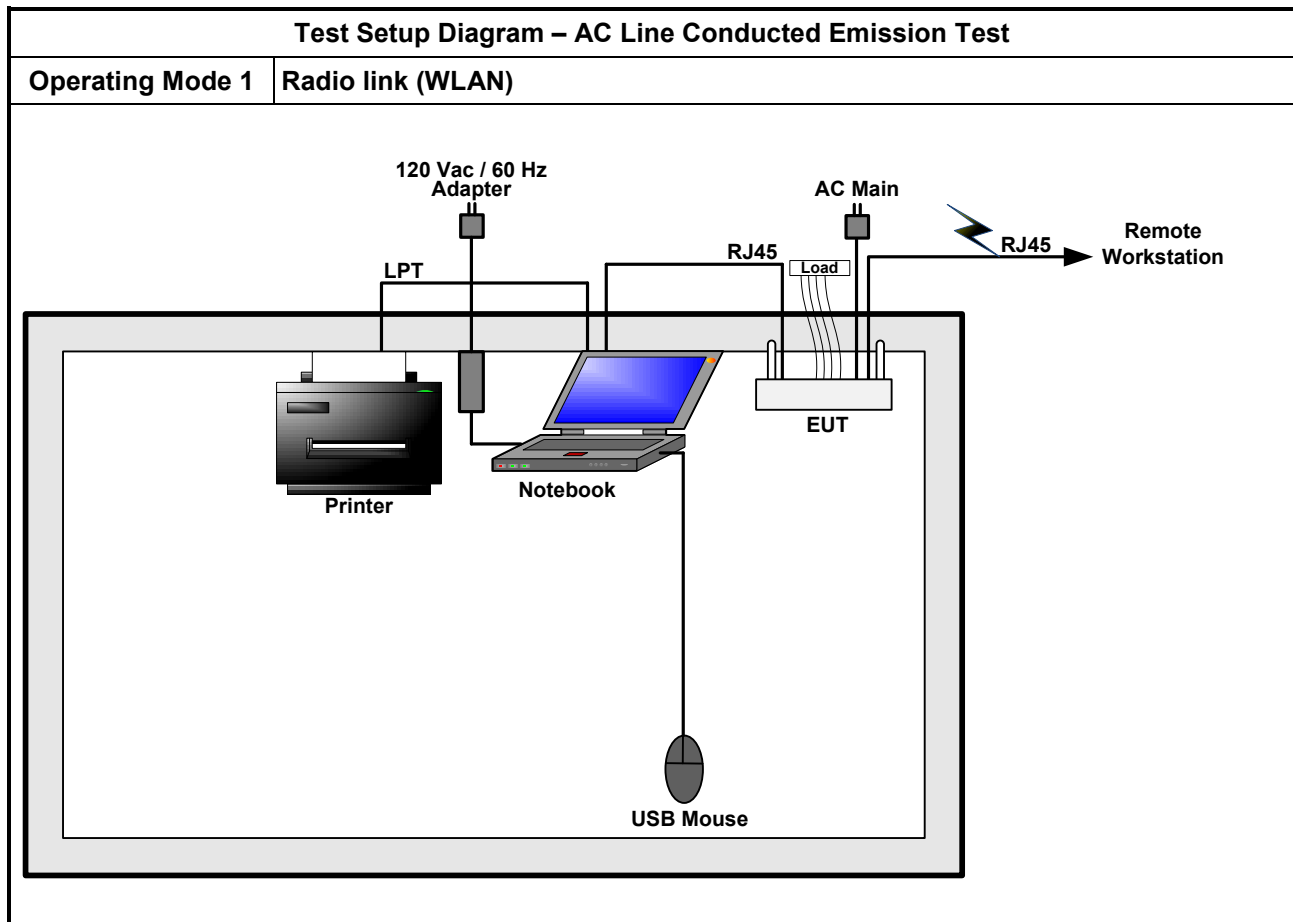 Test Setup Diagram – AC Line Conducted Emission Test
Operating Mode 1
Radio link (WLAN)
120 Vac / 60 Hz
Adapter
AC Main
LPT
RJ45
Load
RJ45
Remote
Workstation
EUT
Printer
Notebook
USB Mouse